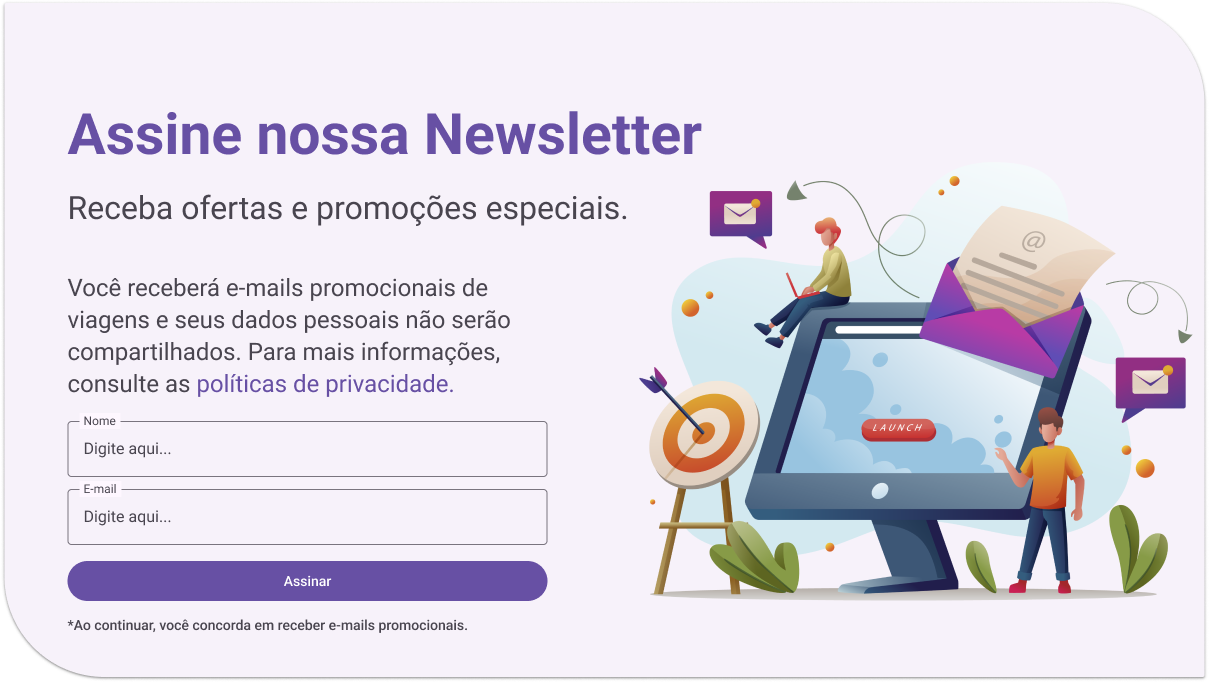 Assine nossa Newsletter
Receba ofertas e promoções especiais.
Você receberá e-mails promocionais de
viagens e seus dados pessoais não serão
compartilhados. Para mais informações,
consulte as políticas de privacidade.
Nome
Digite aqui...
E-mail
Digite aqui...
Assinar
*Ao continuar, você concorda em receber e-mails promocionais.
@
LAUNCH